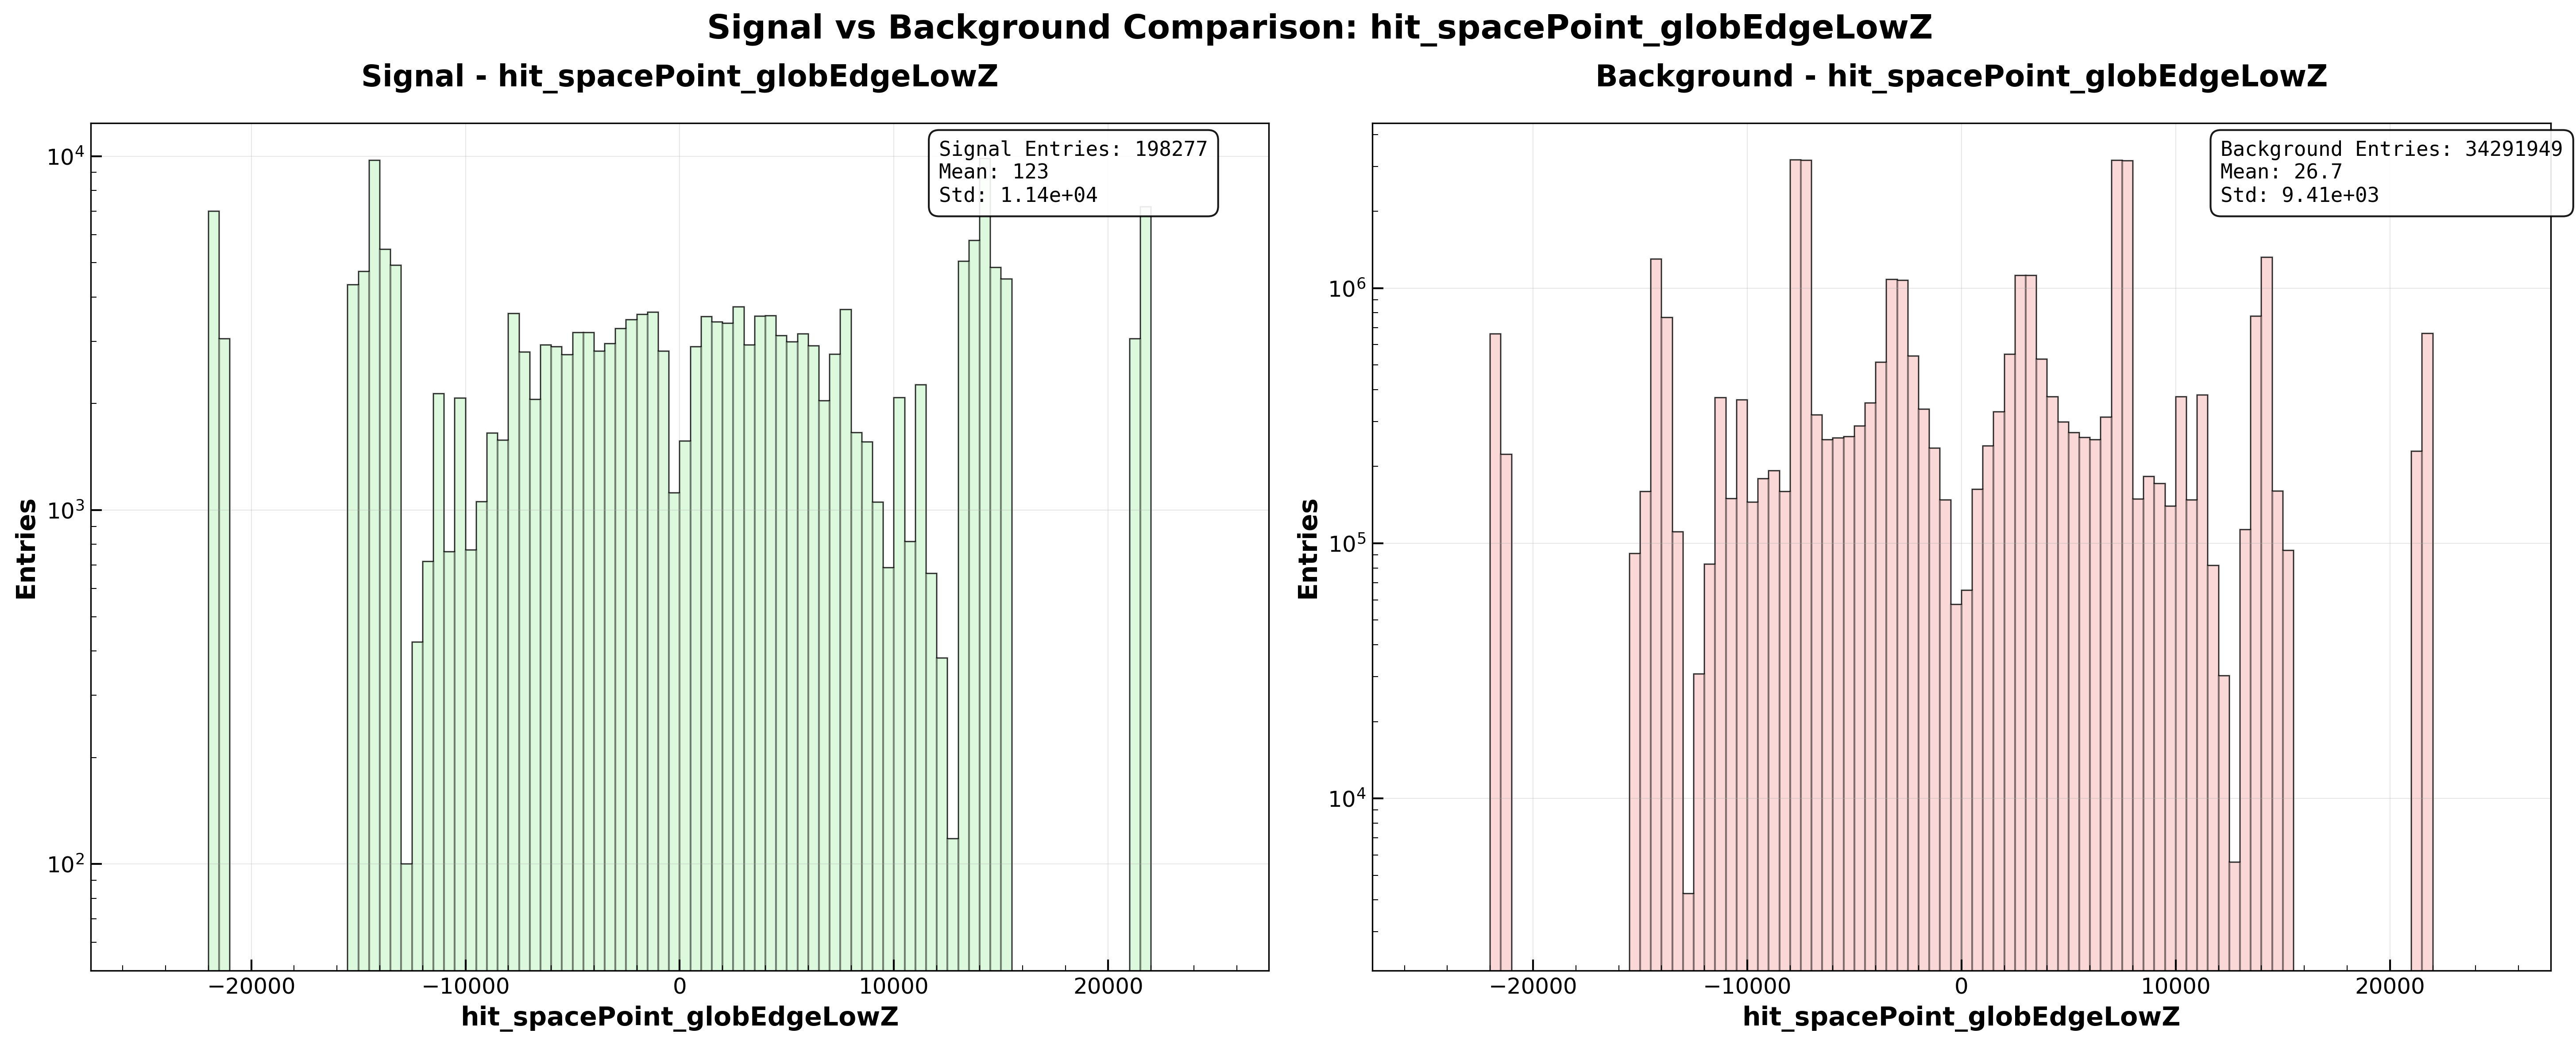 Signal vs Background Comparison: hit_spacePoint_globEdgeLowZ
Signal - hit_spacePoint_globEdgeLowZ
Signal Entries: 198277
Mean: 123
Std: 1.14e+04
10⁴
10³
10²
Entries
−20000 −10000 0 10000 20000
hit_spacePoint_globEdgeLowZ
Background - hit_spacePoint_globEdgeLowZ
Background Entries: 34291949
Mean: 26.7
Std: 9.41e+03
10⁶
10⁵
10⁴
Entries
−20000 −10000 0 10000 20000
hit_spacePoint_globEdgeLowZ